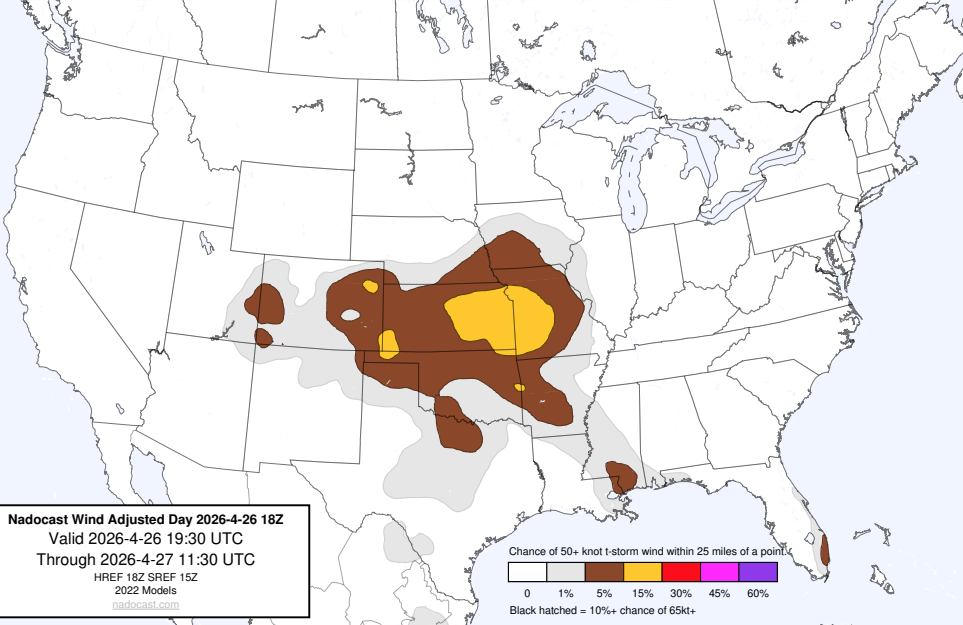 Nadocast Wind Adjusted Day 2026-4-26 18Z
Valid 2026-4-26 19:30 UTC
Through 2026-4-27 11:30 UTC
HREF 18Z SREF 15Z
2022 Models
nadocast.com
Chance of 50+ knot t-storm wind within 25 miles of a point.
0 1% 5% 15% 30% 45% 60%
Black hatched = 10%+ chance of 65kt+